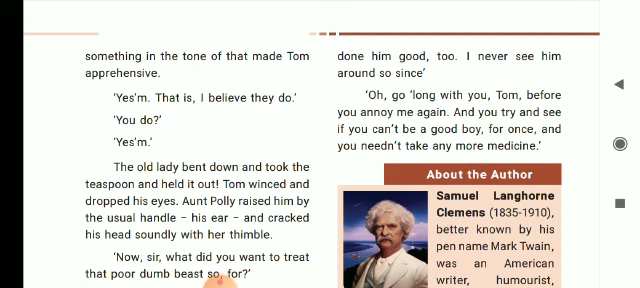 something in the tone of that made Tom
apprehensive.
‘Yes’m. That is, I believe they do.’
‘You do?’
‘Yes’m.’
The old lady bent down and took the
teaspoon and held it out! Tom winced and
dropped his eyes. Aunt Polly raised him by
the usual handle – his ear – and cracked
his head soundly with her thimble.
‘Now, sir, what did you want to treat
that poor dumb beast so, for?’
done him good, too. I never see him
around so since’
‘Oh, go ‘long with you, Tom, before
you annoy me again. And you try and see
if you can’t be a good boy, for once, and
you needn’t take any more medicine.’
About the Author
Samuel Langhorne
Clemens (1835-1910),
better known by his
pen name Mark Twain,
was an American
writer, humourist,